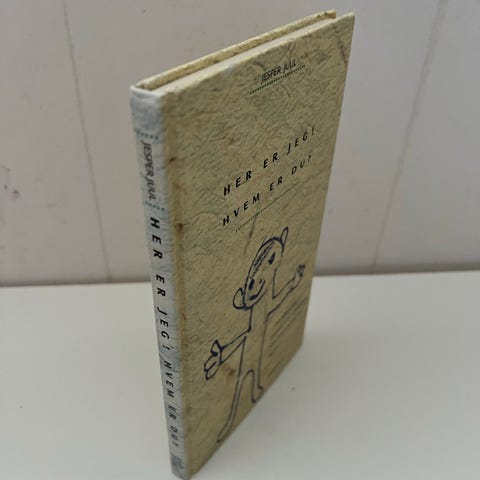 JESPER JUUL
HER ER JEG!
HVEM ER DU?
JESPER JUUL HER ER JEG! HVEM ER DU?